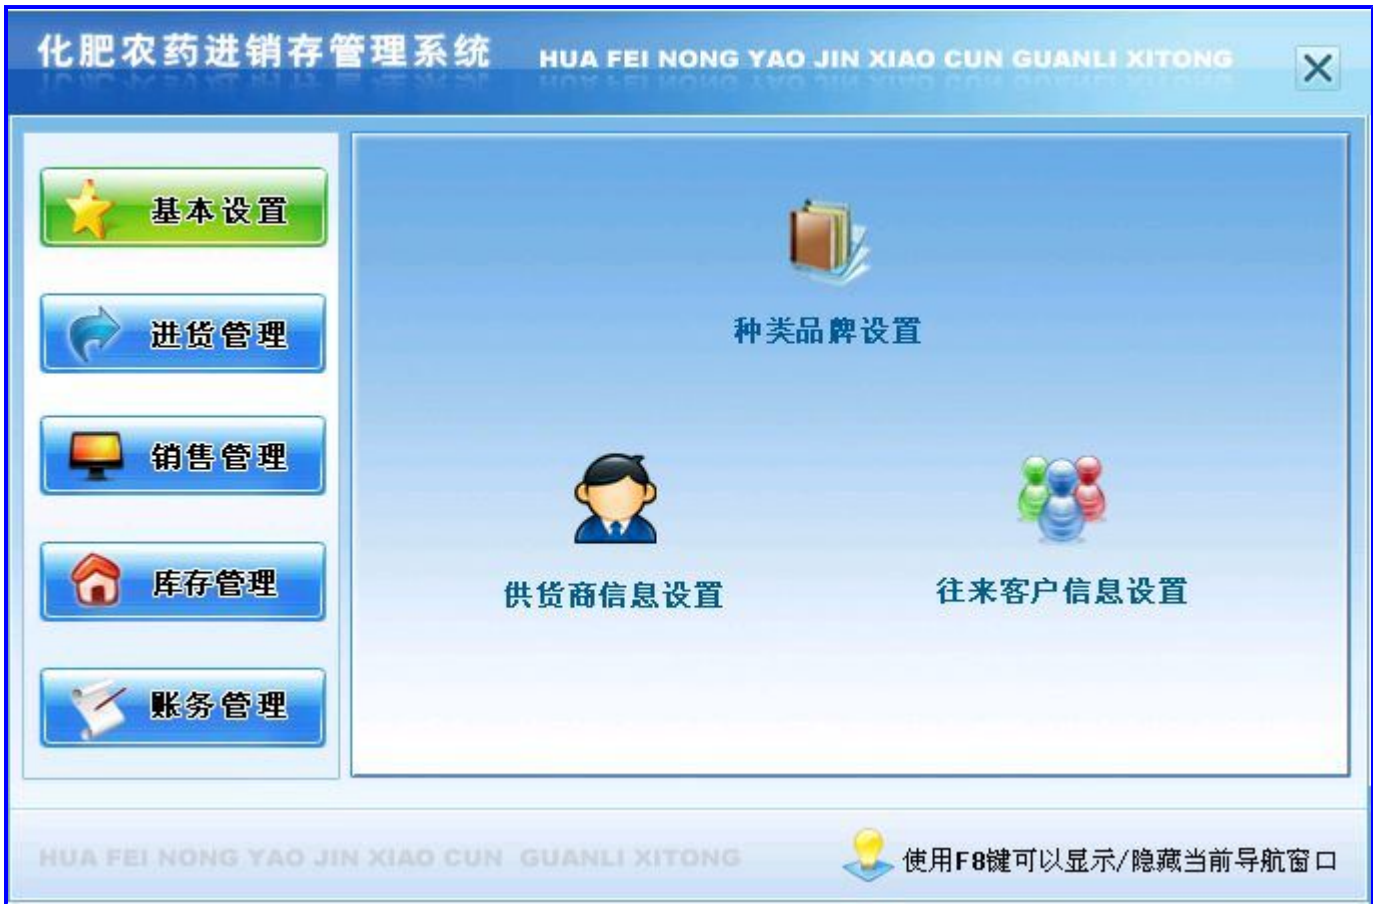 化肥农药进销存管理系统 HUA FEI NONG YAO JIN XIAO CUN GUANLI XITONG
基本设置
进货管理
销售管理
库存管理
账务管理
种类品牌设置
供货商信息设置
往来客户信息设置
HUA FEI NONG YAO JIN XIAO CUN GUANLI XITONG
使用F8键可以显示/隐藏当前导航窗口